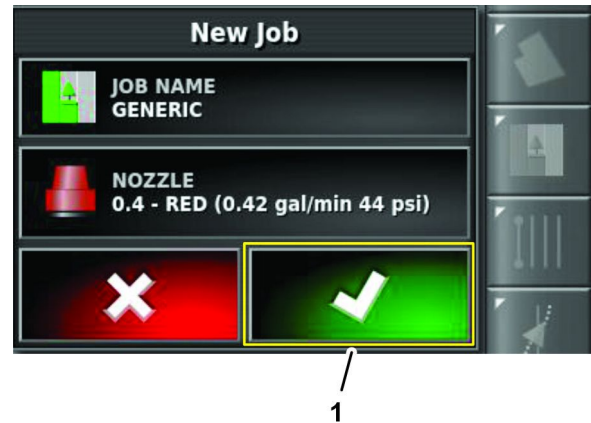 New Job
JOB NAME
GENERIC
NOZZLE
0.4 - RED (0.42 gal/min 44 psi)
1